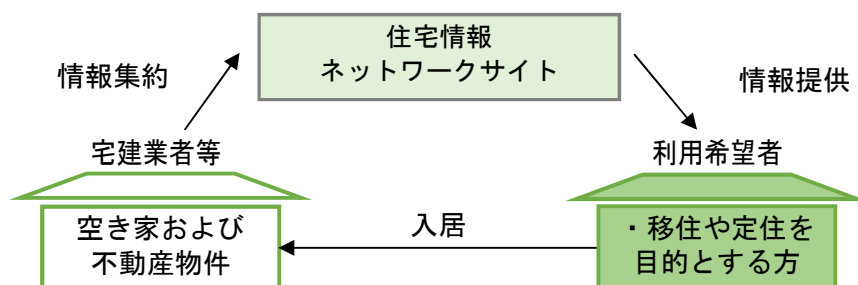 住宅情報
ネットワークサイト
情報集約
情報提供
宅建業者等
利用希望者
空き家および
不動産物件
入居
・移住や定住を
目的とする方